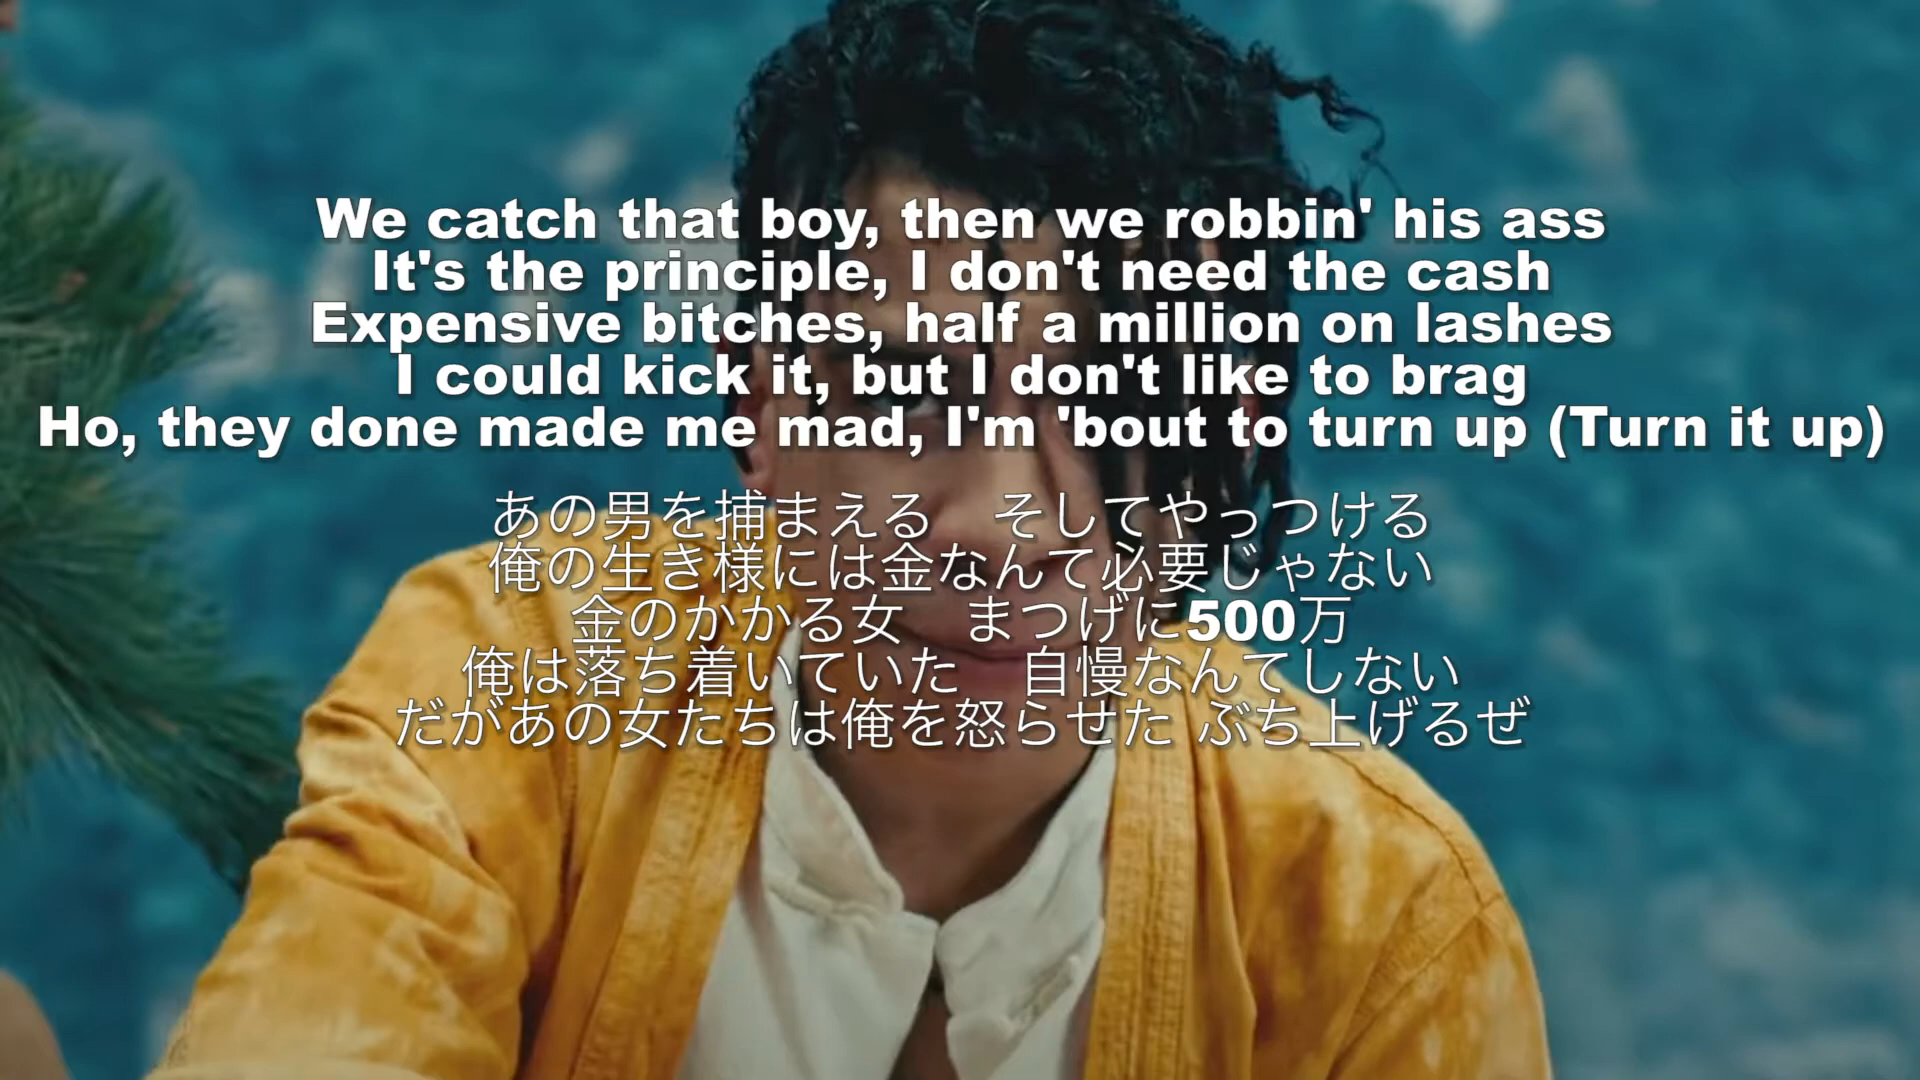 We catch that boy, then we robbin' his ass
It's the principle, I don't need the cash
Expensive bitches, half a million on lashes
I could kick it, but I don't like to brag
Ho, they done made me mad, I'm 'bout to turn up (Turn it up)
あの男を捕まえる　そしてやっつける
俺の生き様には金なんて必要じゃない
金のかかる女　まつげに500万
俺は落ち着いていた　自慢なんてしない
だがあの女たちは俺を怒らせた ぶち上げるぜ